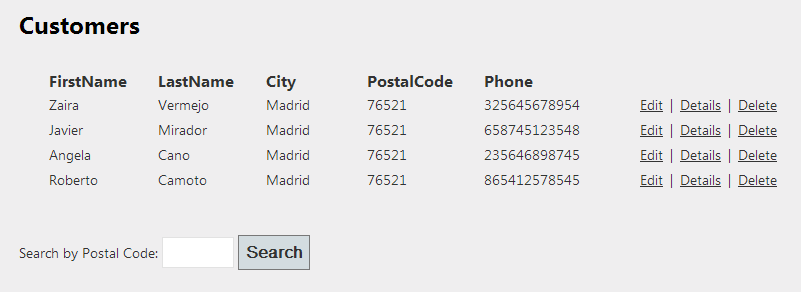 Customers
FirstName LastName City PostalCode Phone
Zaira Vermejo Madrid 76521 325645678954 Edit | Details | Delete
Javier Mirador Madrid 76521 658745123548 Edit | Details | Delete
Angela Cano Madrid 76521 235646898745 Edit | Details | Delete
Roberto Camoto Madrid 76521 865412578545 Edit | Details | Delete
Search by Postal Code: Search